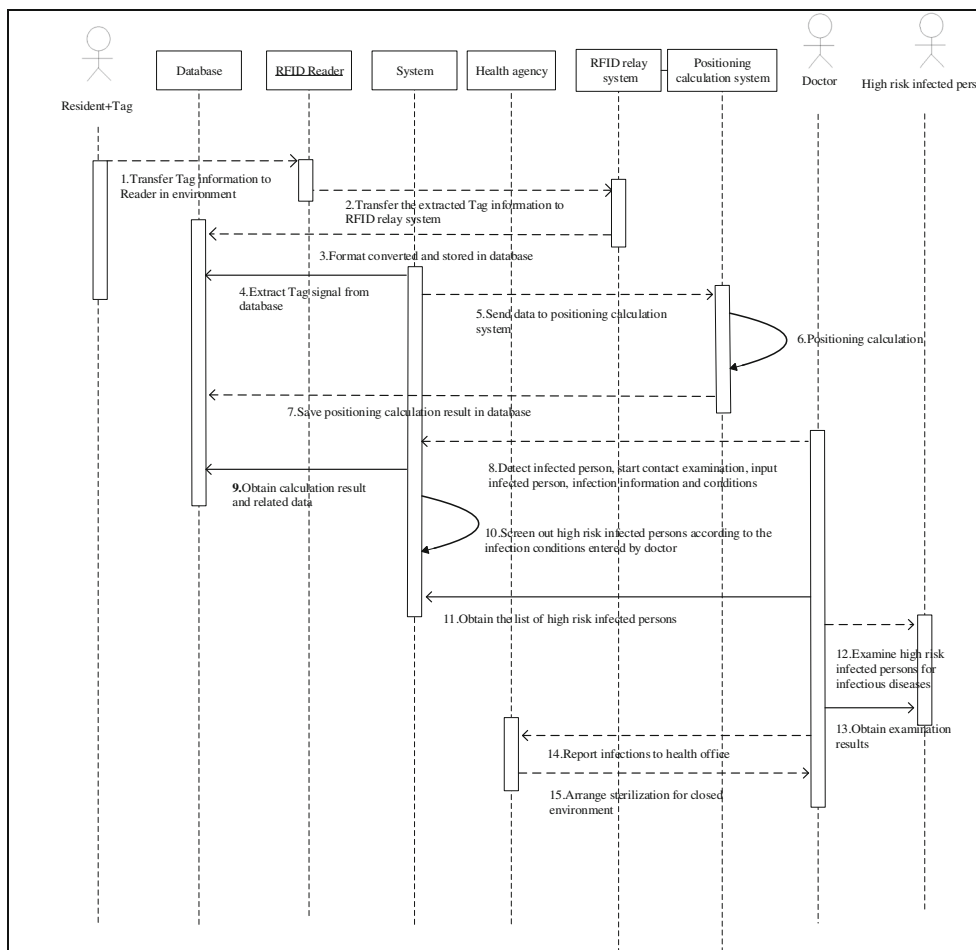 Resident+Tag
Database
RFID Reader
System
Health agency
RFID relay
system
Positioning
calculation system
Doctor
High risk infected pers
1.Transfer Tag information to
Reader in environment
2.Transfer the extracted Tag information to
RFID relay system
3.Format converted and stored in database
4.Extract Tag signal from
database
5.Send data to positioning calculation
system
6.Positioning calculation
7.Save positioning calculation result in database
8.Detect infected person, start contact examination, input
infected person, infection information and conditions
9.Obtain calculation result
and related data
10.Screen out high risk infected persons according to the
infection conditions entered by doctor
11.Obtain the list of high risk infected persons
12.Examine high risk
infected persons for
infectious diseases
13.Obtain examination
results
14.Report infections to health office
15.Arrange sterilization for closed
environment